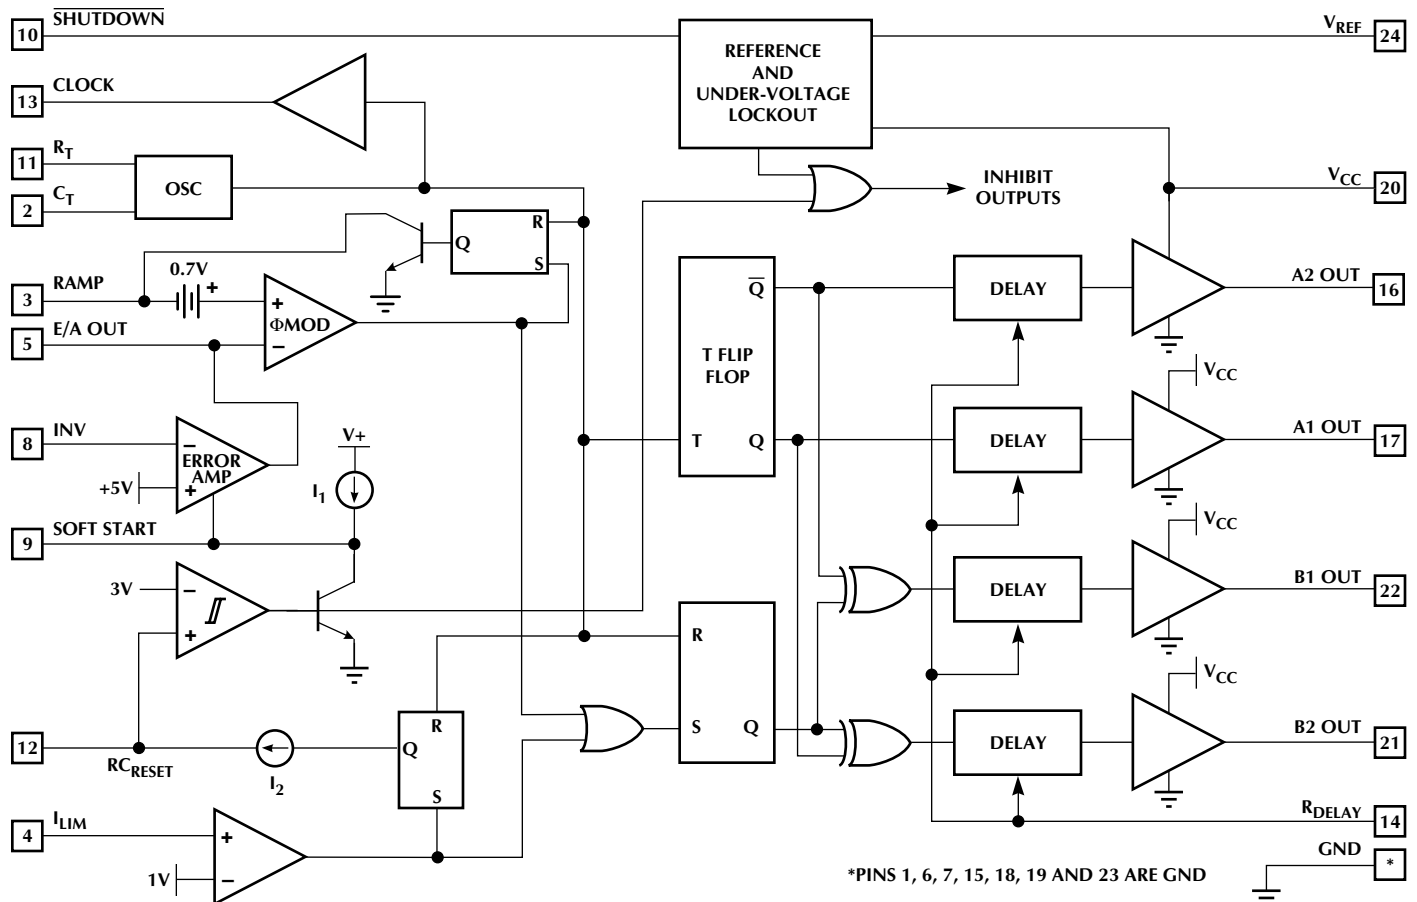 10 SHUTDOWN
REFERENCE
AND
UNDER-VOLTAGE
LOCKOUT
VREF 24
13 CLOCK
11 RT
OSC
2 CT
INHIBIT
OUTPUTS
VCC 20
R
Q
S
3 RAMP
0.7V
+
+
ΦMOD
−
5 E/A OUT
Q̅
T FLIP
FLOP
T
Q
DELAY
A2 OUT
16
VCC
DELAY
A1 OUT
17
8 INV
−
ERROR
AMP
+5V
+
V+
I1
9 SOFT START
3V
−
+
VCC
DELAY
B1 OUT
22
R
S
Q
VCC
DELAY
B2 OUT
21
12
RCRESET
I2
R
Q
S
4 ILIM
+
1V
−
RDELAY
14
GND
*
*PINS 1, 6, 7, 15, 18, 19 AND 23 ARE GND